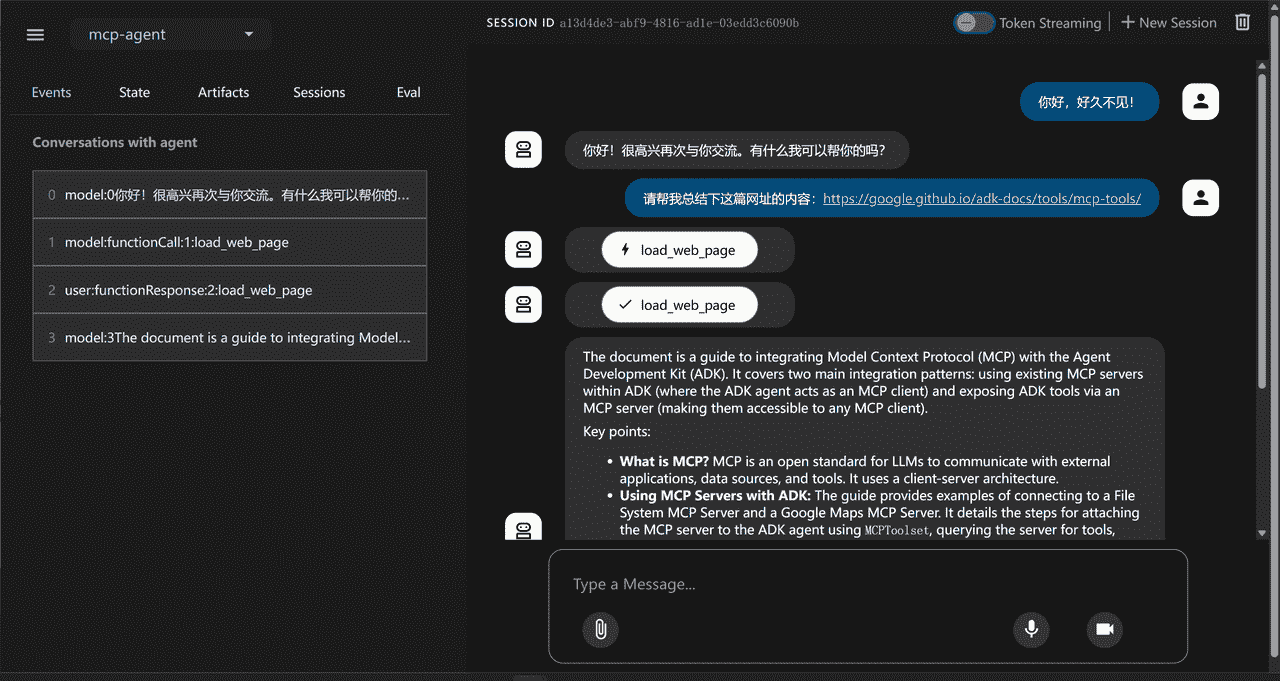 mcp-agent
SESSION ID a13d4de3-abf9-4816-ad1e-03edd3c6090b
Token Streaming
New Session
Events
State
Artifacts
Sessions
Eval
Conversations with agent
0 model:0你好！很高兴再次与你交流。有什么我可以帮你的...
1 model:functionCall:1:load_web_page
2 user:functionResponse:2:load_web_page
3 model:3The document is a guide to integrating Model...
你好，好久不见！
你好！很高兴再次与你交流。有什么我可以帮你的吗？
请帮我总结下这篇网址的内容：https://google.github.io/adk-docs/tools/mcp-tools/
load_web_page
load_web_page
The document is a guide to integrating Model Context Protocol (MCP) with the Agent
Development Kit (ADK). It covers two main integration patterns: using existing MCP servers
within ADK (where the ADK agent acts as an MCP client) and exposing ADK tools via an
MCP server (making them accessible to any MCP client).
Key points:
• What is MCP? MCP is an open standard for LLMs to communicate with external
applications, data sources, and tools. It uses a client-server architecture.
• Using MCP Servers with ADK: The guide provides examples of connecting to a File
System MCP Server and a Google Maps MCP Server. It details the steps for attaching
the MCP server to the ADK agent using MCPToolset, querying the server for tools,
Type a Message...